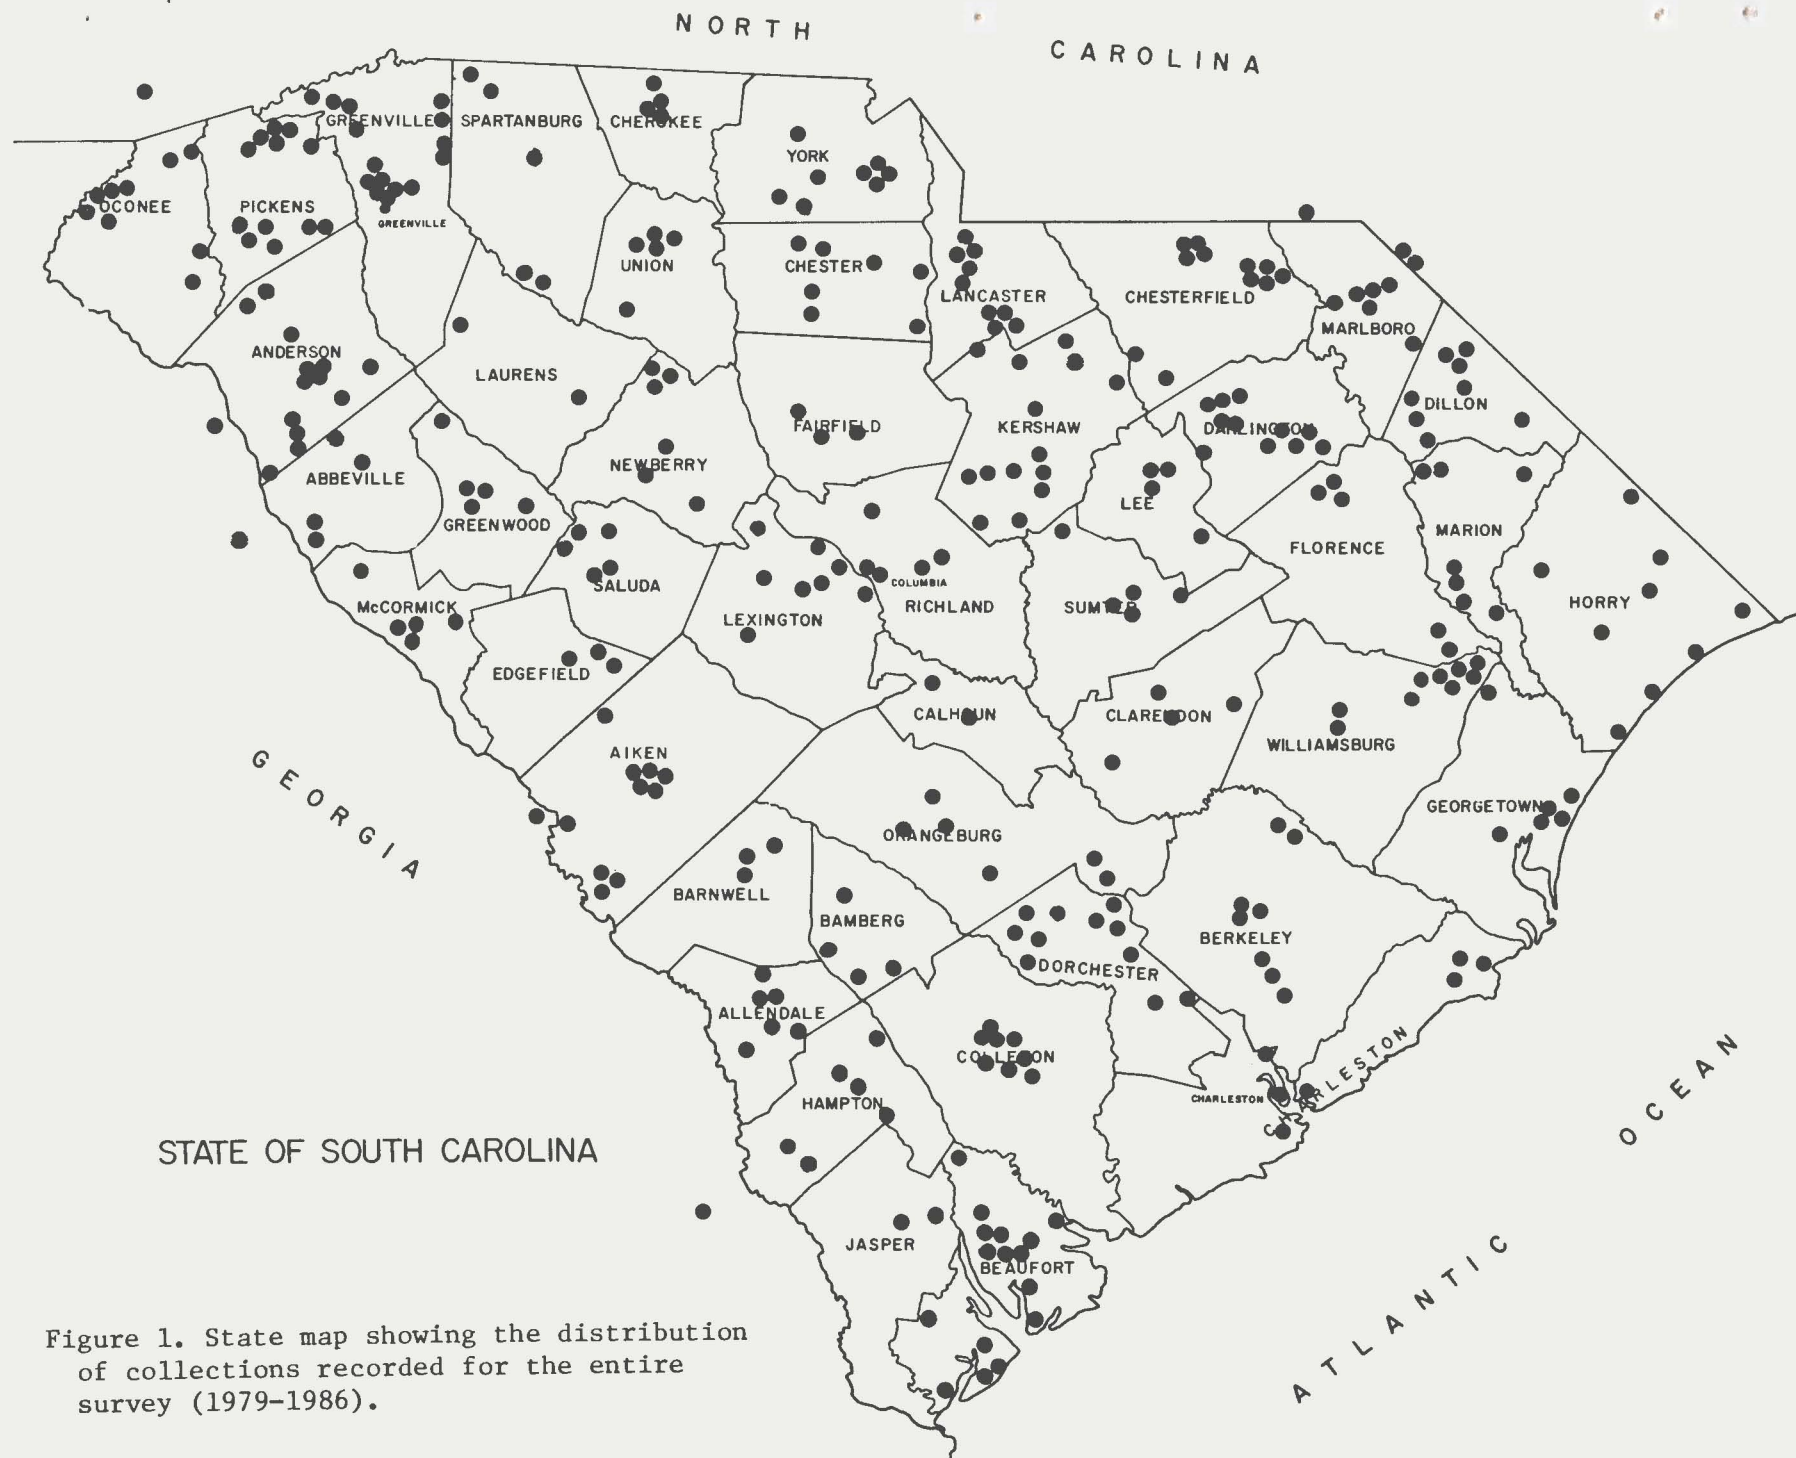 NORTH CAROLINA
GREENVILLE SPARTANBURG CHEROKEE
YORK
OCONEE PICKENS
GREENVILLE
UNION CHESTER
LANCASTER CHESTERFIELD
MARLBORO
ANDERSON
LAURENS
DILLON
FAIRFIELD KERSHAW DARLINGTON
NEWBERRY
ABBEVILLE
GREENWOOD
LEE
MARION
FLORENCE
SALUDA
COLUMBIA
McCORMICK
LEXINGTON
RICHLAND SUMTER
HORRY
EDGEFIELD
CALHOUN CLARENDON
AIKEN
WILLIAMSBURG
GEORGIA
GEORGETOWN
ORANGEBURG
BARNWELL
BAMBERG
BERKELEY
DORCHESTER
ALLENDALE
COLLETON
CHARLESTON
HAMPTON
CHARLESTON
STATE OF SOUTH CAROLINA
JASPER
BEAUFORT
ATLANTIC OCEAN
Figure 1. State map showing the distribution
of collections recorded for the entire
survey (1979-1986).